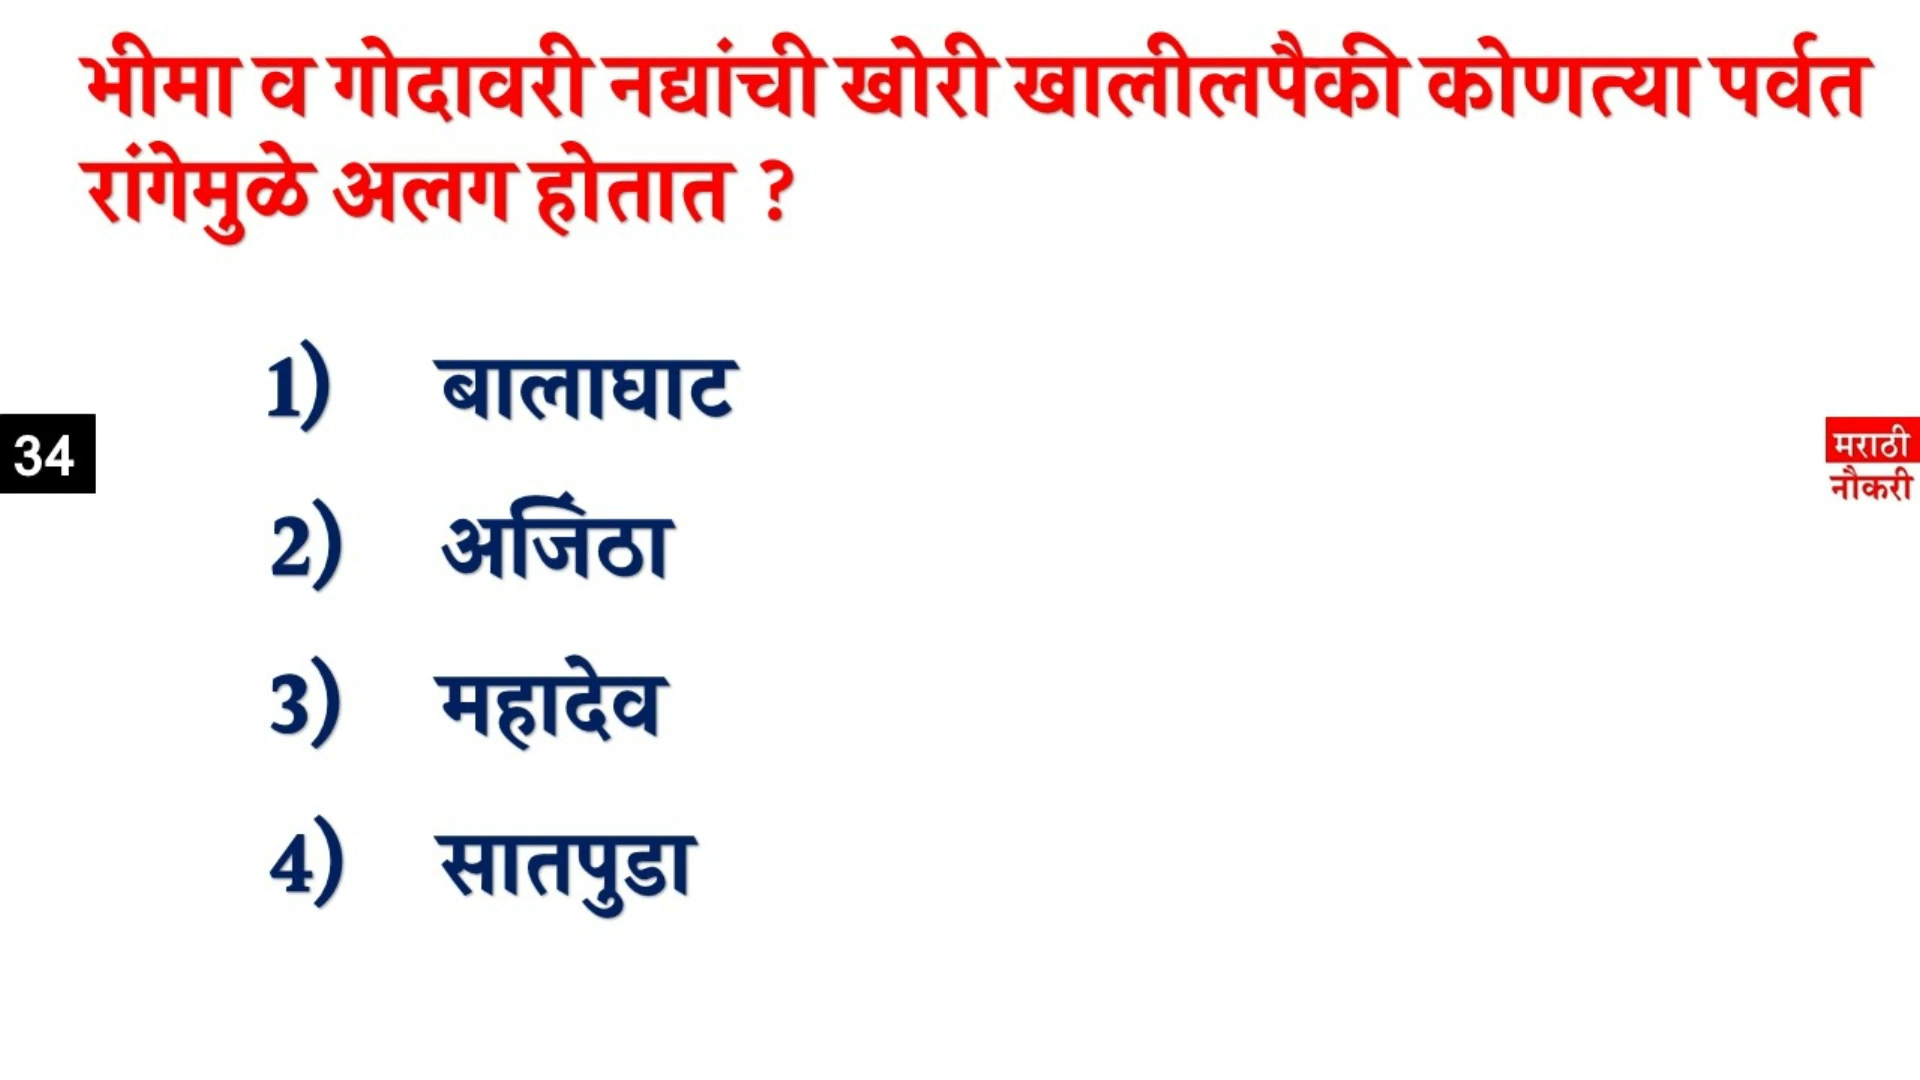 भीमा व गोदावरी नद्यांची खोरी खालीलपैकी कोणत्या पर्वत
रांगेमुळे अलग होतात ?
1) बालाघाट
34
मराठी
नौकरी
2) अजिंठा
3) महादेव
4) सातपुडा